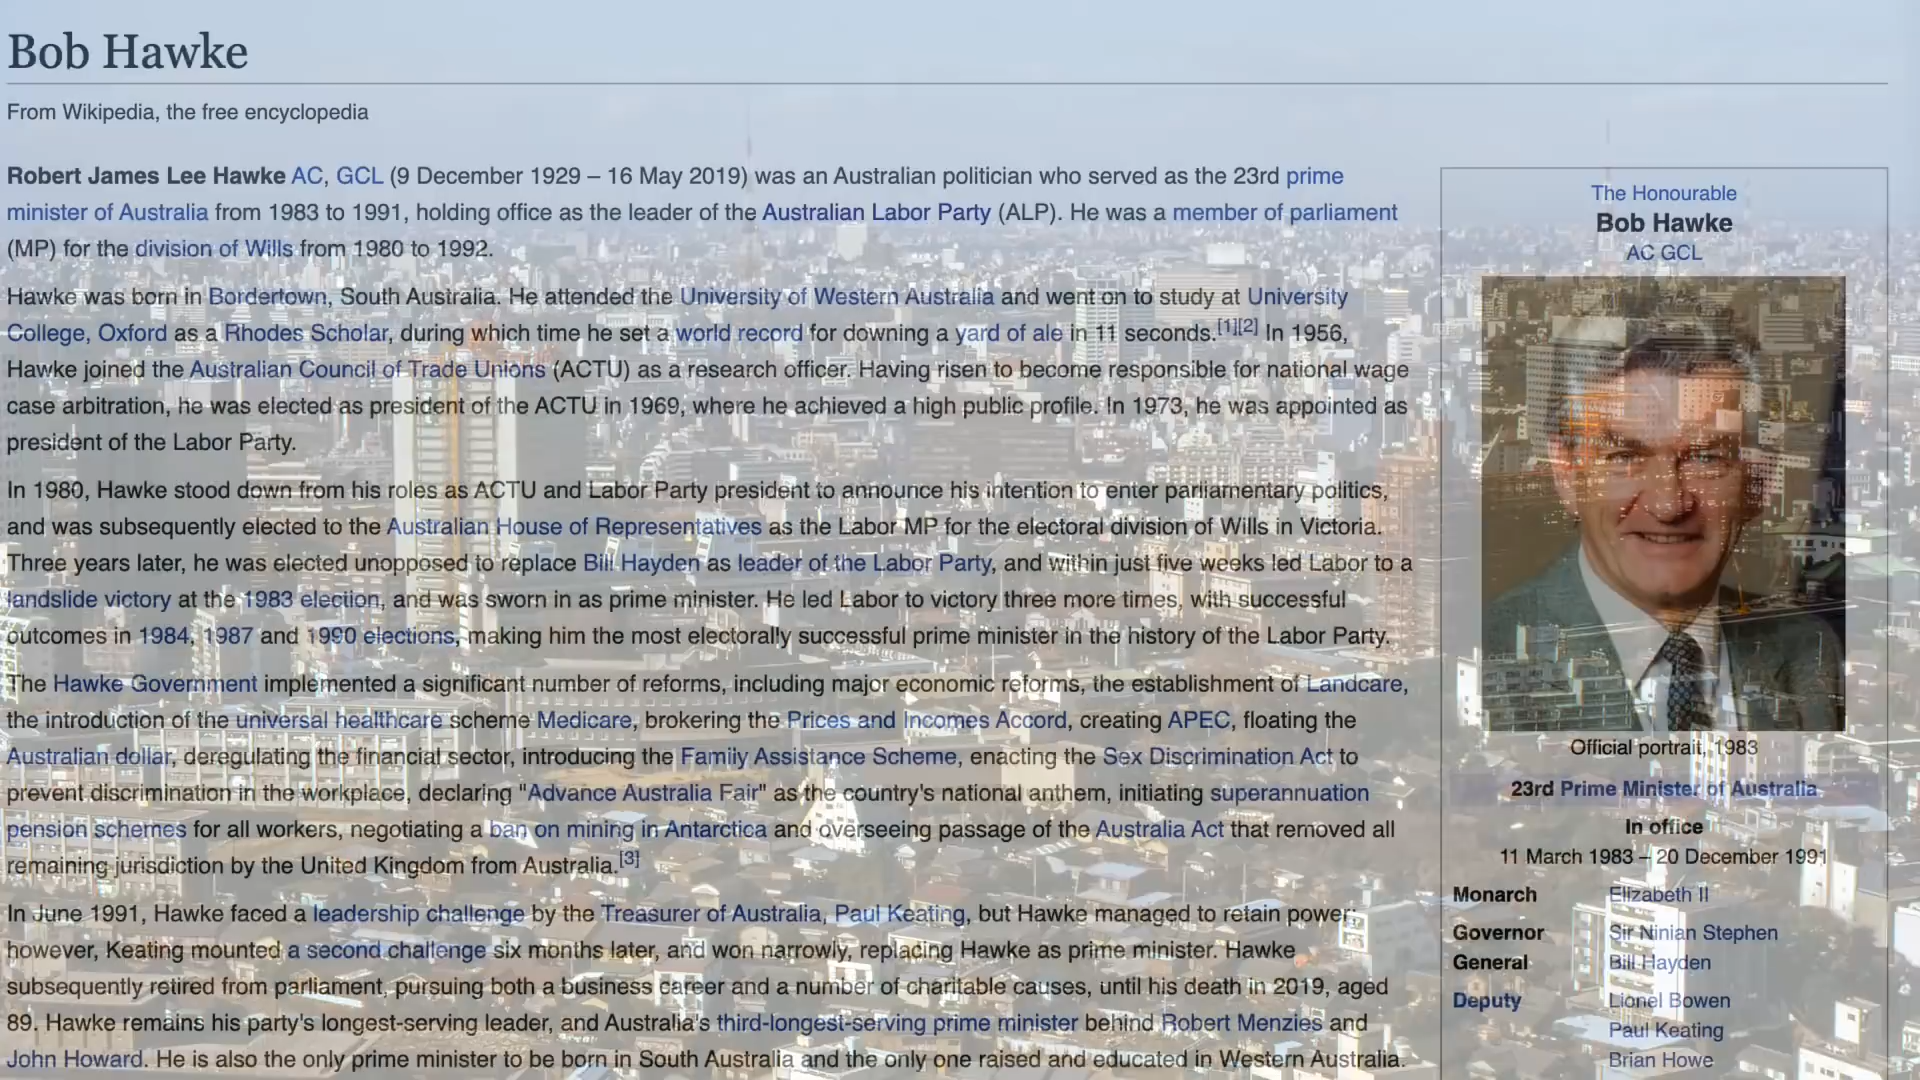 Bob Hawke
From Wikipedia, the free encyclopedia
Robert James Lee Hawke AC, GCL (9 December 1929 – 16 May 2019) was an Australian politician who served as the 23rd prime
minister of Australia from 1983 to 1991, holding office as the leader of the Australian Labor Party (ALP). He was a member of parliament
(MP) for the division of Wills from 1980 to 1992.
Hawke was born in Bordertown, South Australia. He attended the University of Western Australia and went on to study at University
College, Oxford as a Rhodes Scholar, during which time he set a world record for downing a yard of ale in 11 seconds.[1][2] In 1956,
Hawke joined the Australian Council of Trade Unions (ACTU) as a research officer. Having risen to become responsible for national wage
case arbitration, he was elected as president of the ACTU in 1969, where he achieved a high public profile. In 1973, he was appointed as
president of the Labor Party.
In 1980, Hawke stood down from his roles as ACTU and Labor Party president to announce his intention to enter parliamentary politics,
and was subsequently elected to the Australian House of Representatives as the Labor MP for the electoral division of Wills in Victoria.
Three years later, he was elected unopposed to replace Bill Hayden as leader of the Labor Party, and within just five weeks led Labor to a
landslide victory at the 1983 election, and was sworn in as prime minister. He led Labor to victory three more times, with successful
outcomes in 1984, 1987 and 1990 elections, making him the most electorally successful prime minister in the history of the Labor Party.
The Hawke Government implemented a significant number of reforms, including major economic reforms, the establishment of Landcare,
the introduction of the universal healthcare scheme Medicare, brokering the Prices and Incomes Accord, creating APEC, floating the
Australian dollar, deregulating the financial sector, introducing the Family Assistance Scheme, enacting the Sex Discrimination Act to
prevent discrimination in the workplace, declaring "Advance Australia Fair" as the country's national anthem, initiating superannuation
pension schemes for all workers, negotiating a ban on mining in Antarctica and overseeing passage of the Australia Act that removed all
remaining jurisdiction by the United Kingdom from Australia.[3]
In June 1991, Hawke faced a leadership challenge by the Treasurer of Australia, Paul Keating, but Hawke managed to retain power;
however, Keating mounted a second challenge six months later, and won narrowly, replacing Hawke as prime minister. Hawke
subsequently retired from parliament, pursuing both a business career and a number of charitable causes, until his death in 2019, aged
89. Hawke remains his party's longest-serving leader, and Australia's third-longest-serving prime minister behind Robert Menzies and
John Howard. He is also the only prime minister to be born in South Australia and the only one raised and educated in Western Australia.
The Honourable
Bob Hawke
AC GCL
Official portrait, 1983
23rd Prime Minister of Australia
In office
11 March 1983 – 20 December 1991
Monarch Elizabeth II
Governor Sir Ninian Stephen
General Bill Hayden
Deputy Lionel Bowen
Paul Keating
Brian Howe